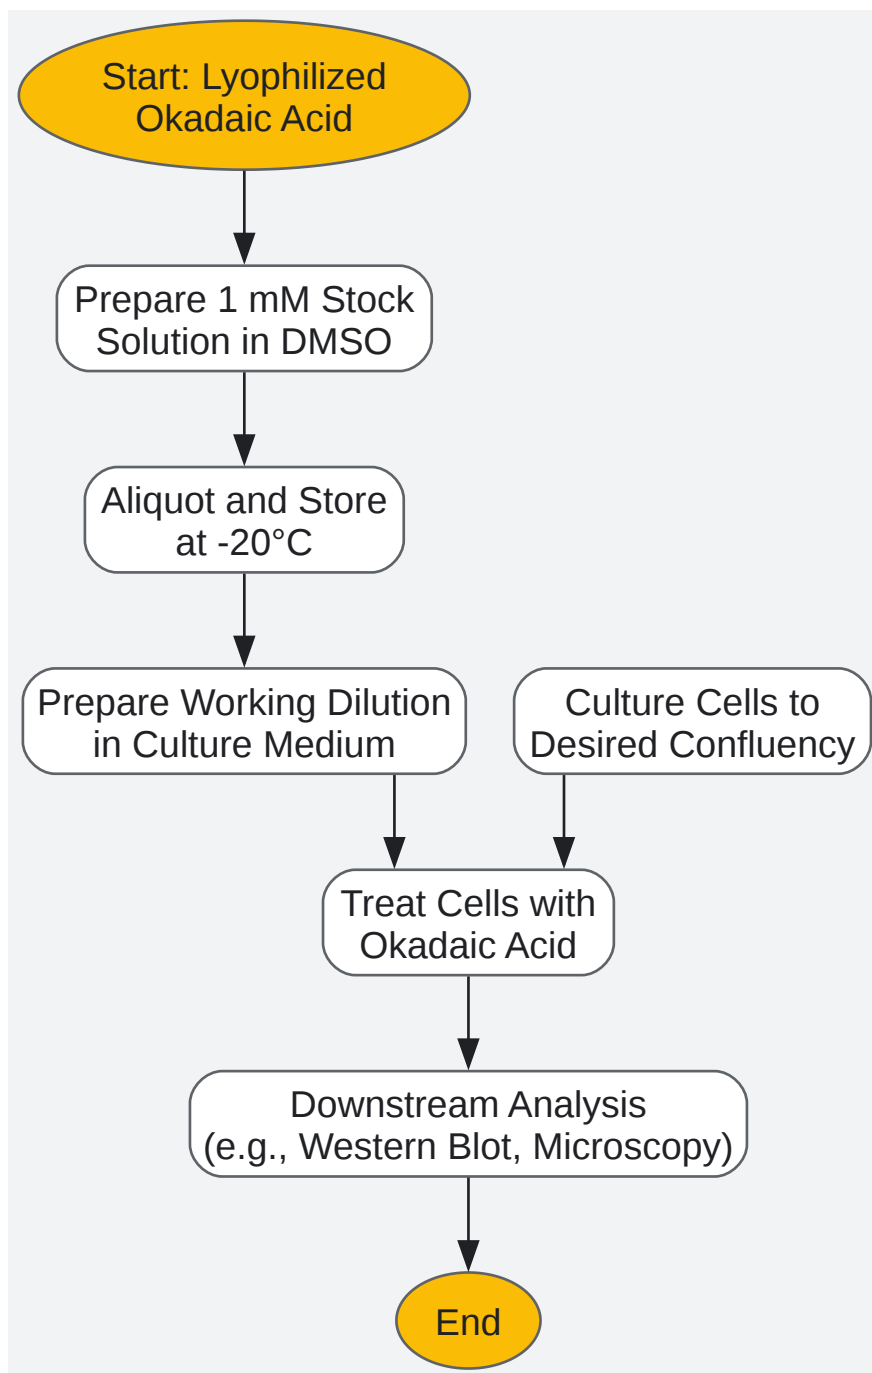 Start: Lyophilized
Okadaic Acid
Prepare 1 mM Stock
Solution in DMSO
Aliquot and Store
at -20°C
Prepare Working Dilution
in Culture Medium
Culture Cells to
Desired Confluency
Treat Cells with
Okadaic Acid
Downstream Analysis
(e.g., Western Blot, Microscopy)
End